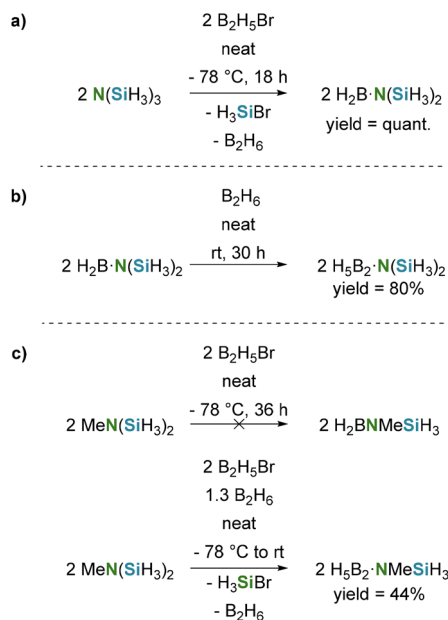 a)
2 B₂H₅Br
neat
2 N(SiH₃)₃ - 78 °C, 18 h 2 H₂B·N(SiH₃)₂
- H₃SiBr
yield = quant.
- B₂H₆
b)
B₂H₆
neat
2 H₂B·N(SiH₃)₂ rt, 30 h 2 H₅B₂·N(SiH₃)₂
yield = 80%
c)
2 B₂H₅Br
neat
2 MeN(SiH₃)₂ - 78 °C, 36 h 2 H₂BNMeSiH₃
2 B₂H₅Br
1.3 B₂H₆
neat
2 MeN(SiH₃)₂ - 78 °C to rt 2 H₅B₂·NMeSiH₃
- H₃SiBr
yield = 44%
- B₂H₆